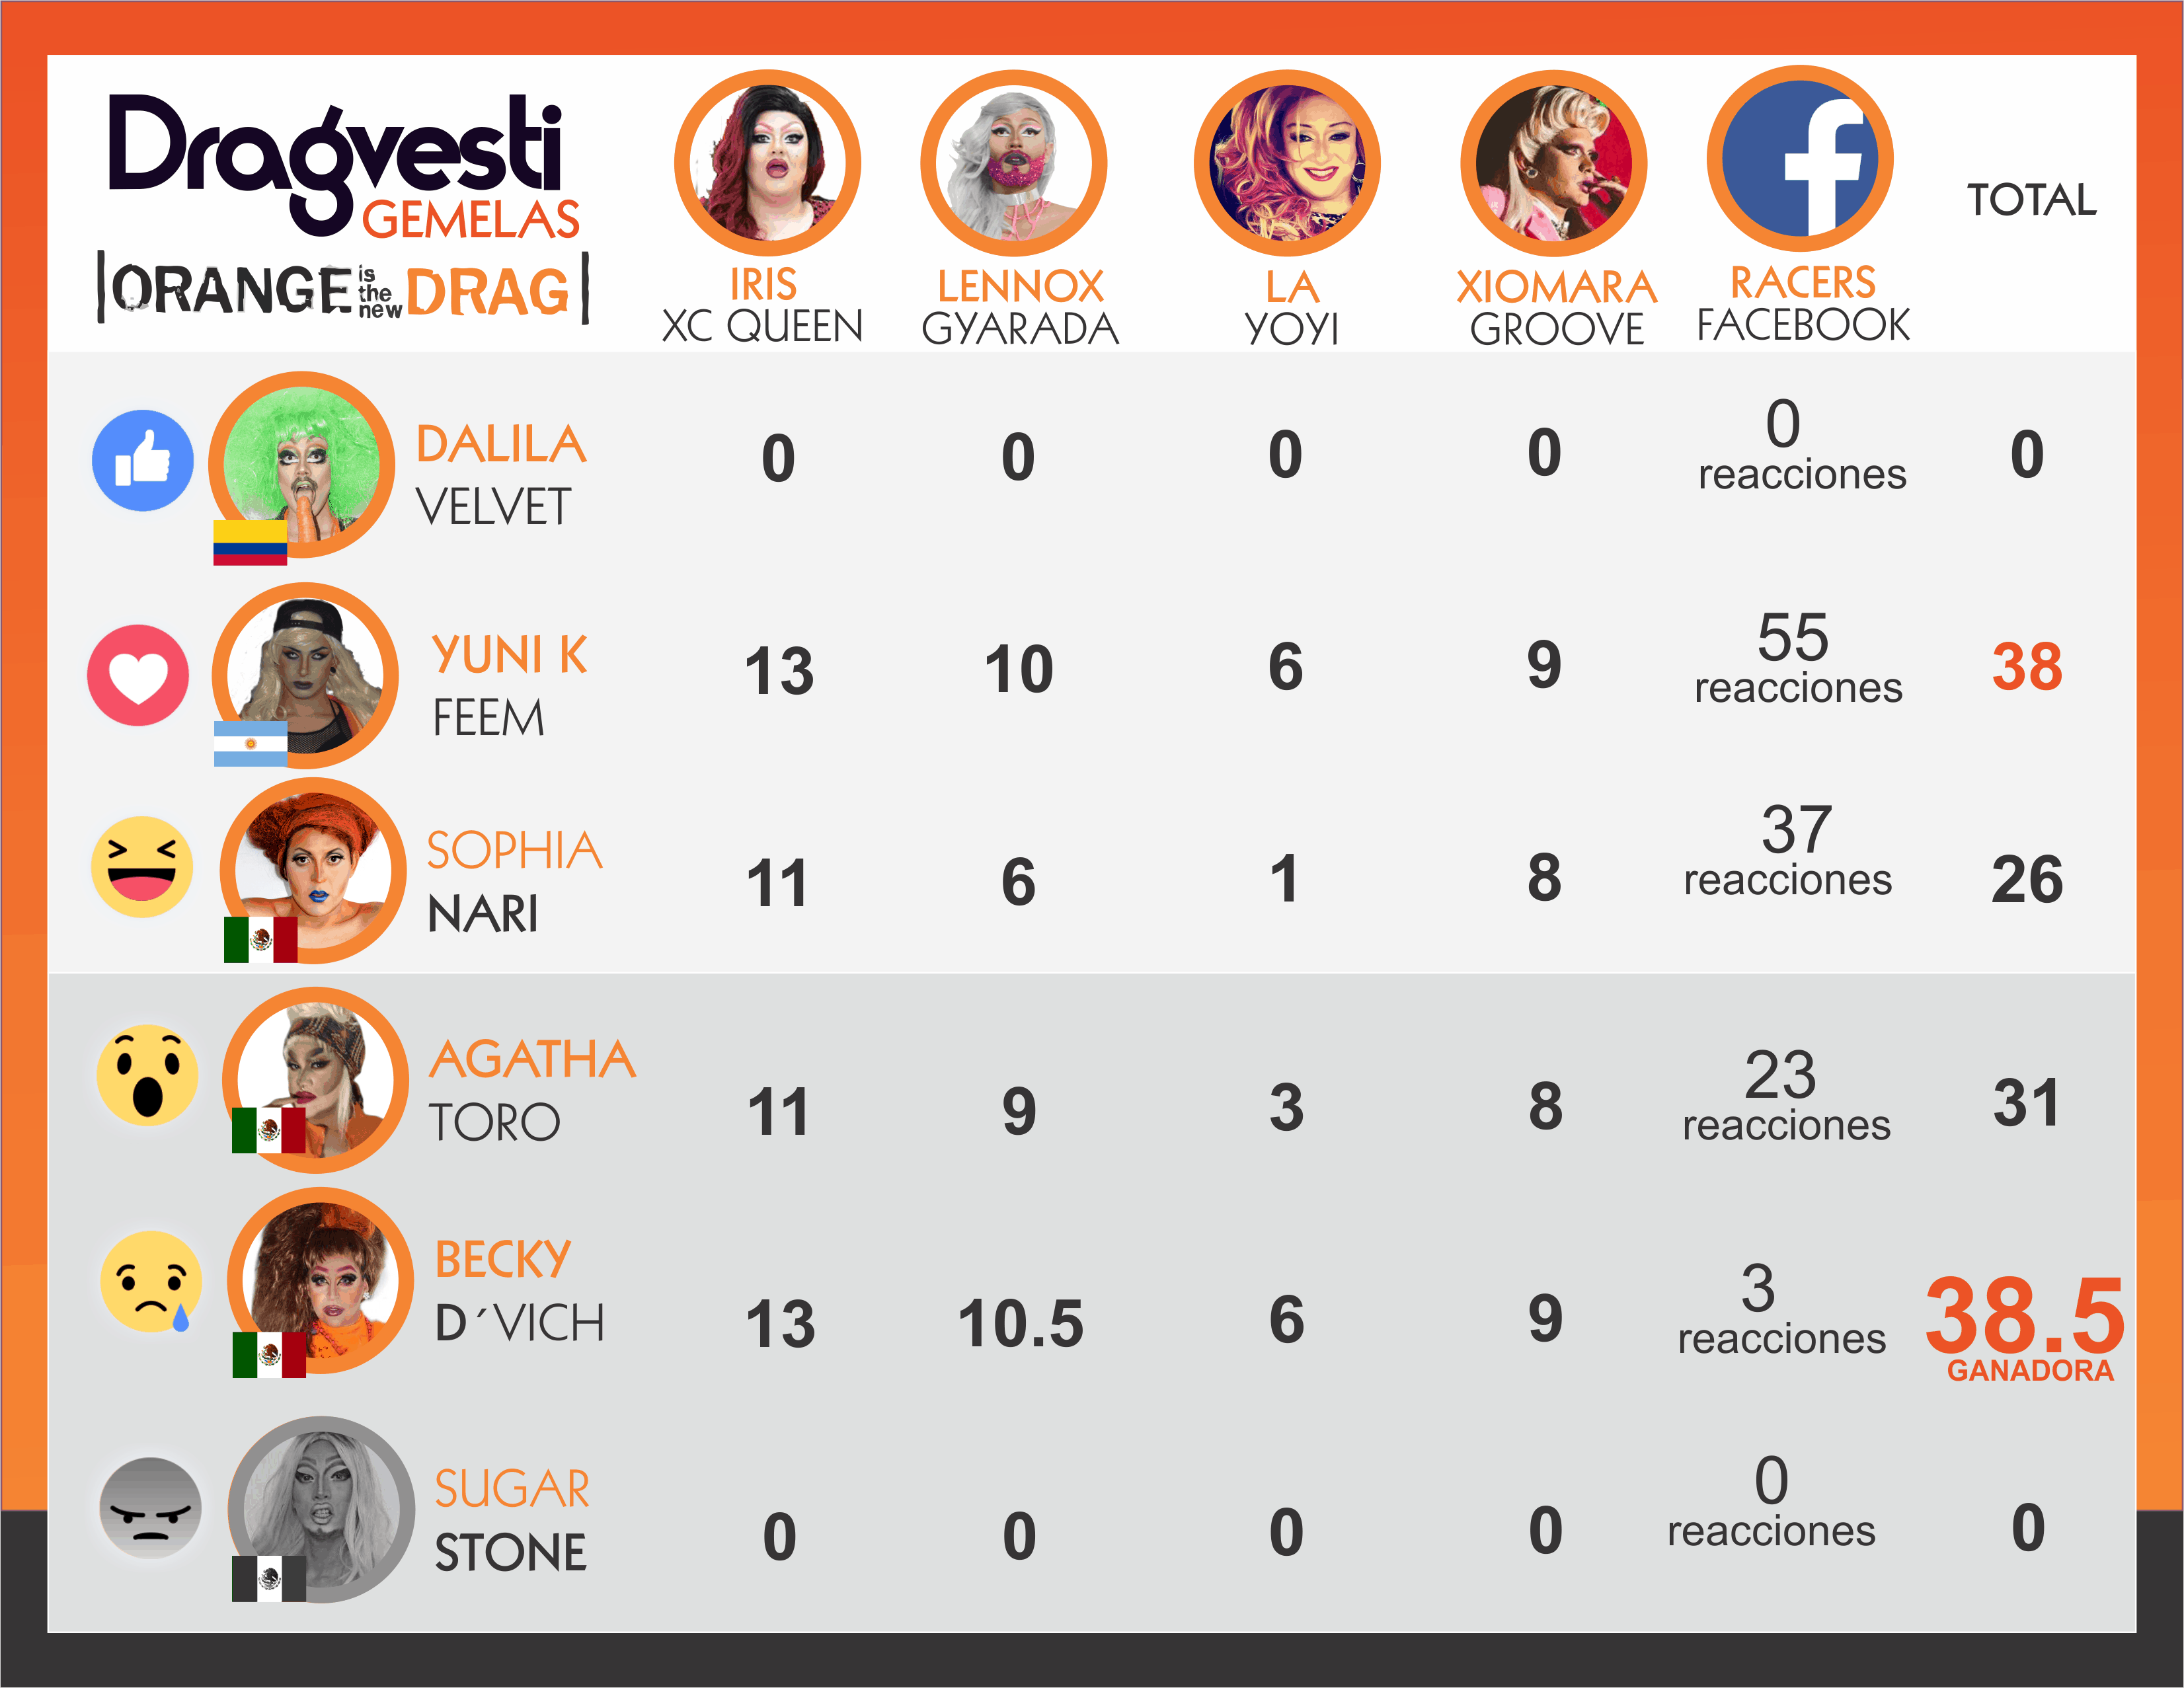 Dragvesti
GEMELAS
ORANGE is the new DRAG
IRIS
XC QUEEN
LENNOX
GYARADA
LA
YOYI
XIOMARA
GROOVE
RACERS
FACEBOOK
TOTAL
DALILA
VELVET
0 0 0 0 0 reacciones 0
YUNI K
FEEM
13 10 6 9 55 reacciones 38
SOPHIA
NARI
11 6 1 8 37 reacciones 26
AGATHA
TORO
11 9 3 8 23 reacciones 31
BECKY
D´VICH
13 10.5 6 9 3 reacciones 38.5
GANADORA
SUGAR
STONE
0 0 0 0 0 reacciones 0